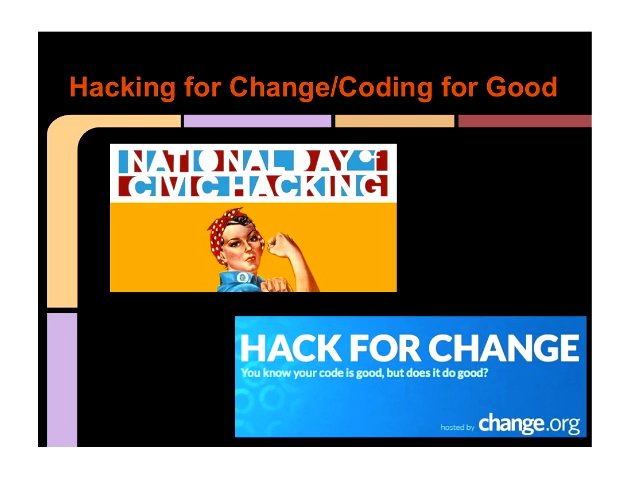 Hacking for Change/Coding for Good
NATIONAL DAY of
CIVIC HACKING
HACK FOR CHANGE
You know your code is good, but does it do good?
hosted by change.org